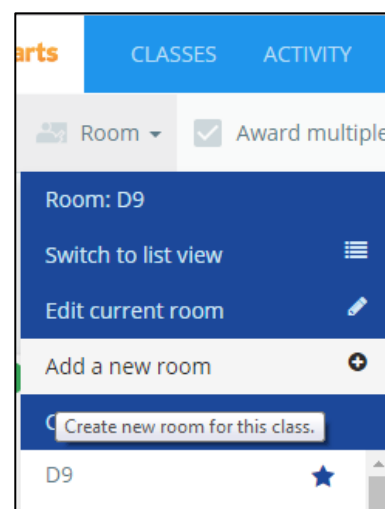 arts CLASSES ACTIVITY
Room Award multiple
Room: D9
Switch to list view
Edit current room
Add a new room
C
Create new room for this class.
D9